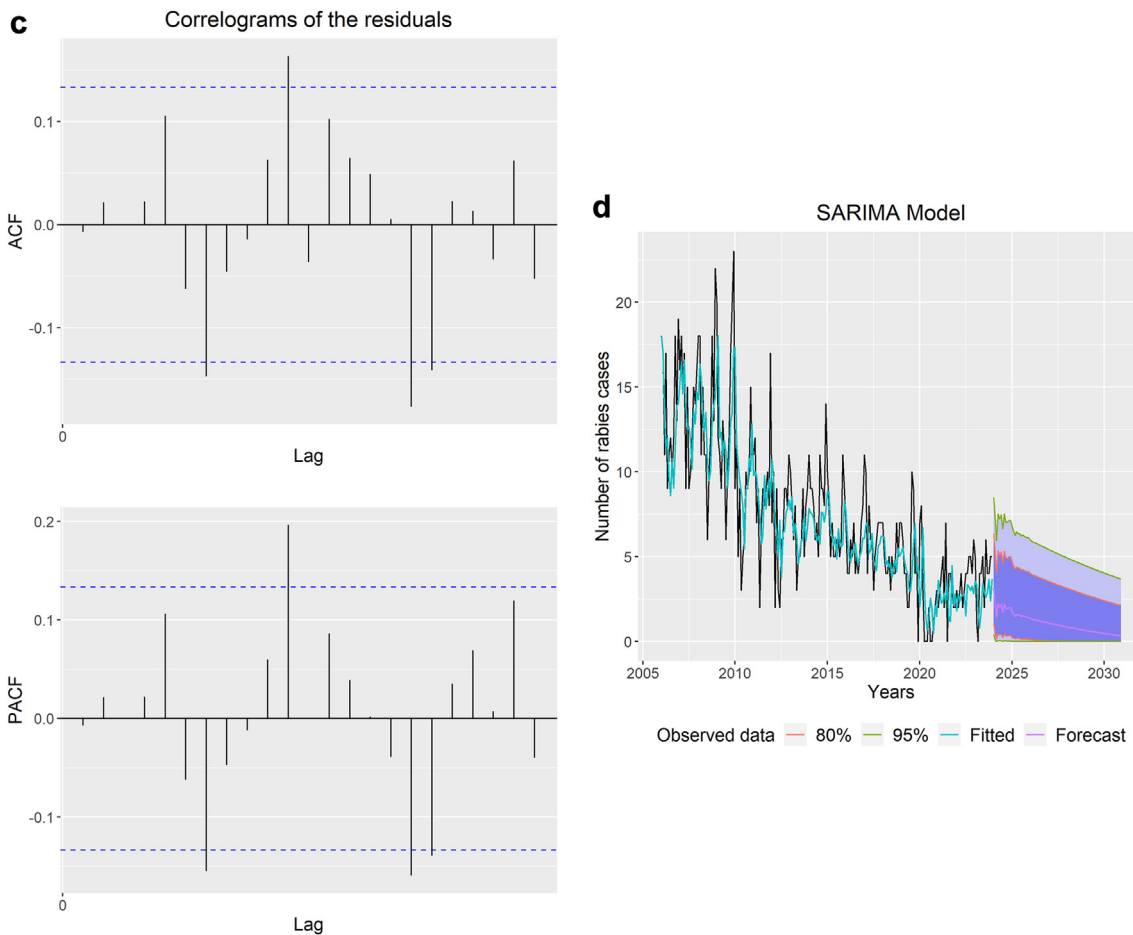 c
Correlograms of the residuals
ACF
0.1
0.0
-0.1
0
Lag
PACF
0.2
0.1
0.0
-0.1
0
Lag
d
SARIMA Model
Number of rabies cases
20
15
10
5
0
2005 2010 2015 2020 2025 2030
Years
Observed data 80% 95% Fitted Forecast